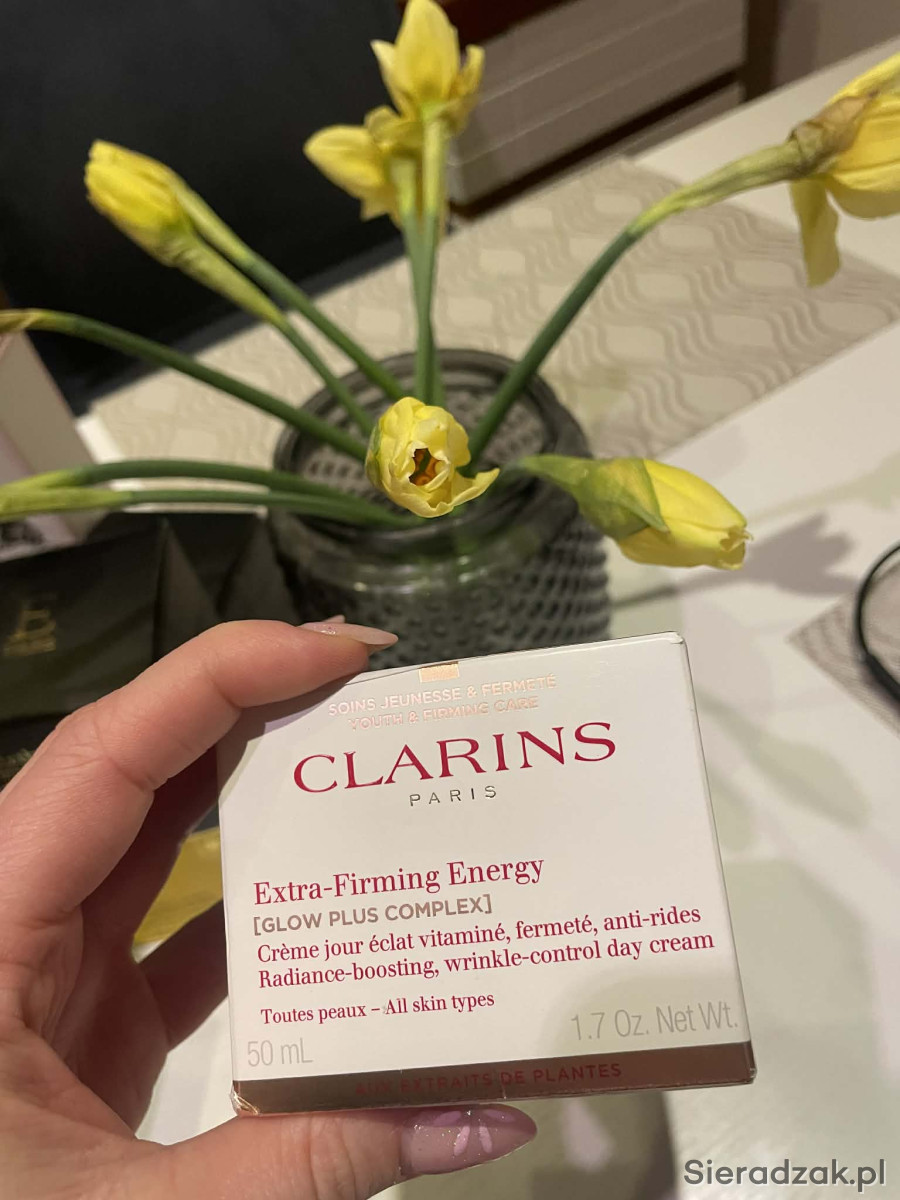 SOINS JEUNESSE & FERMETÉ
YOUTH & FIRMING CARE
CLARINS
PARIS
Extra-Firming Energy
[GLOW PLUS COMPLEX]
Crème jour éclat vitaminé, fermeté, anti-rides
Radiance-boosting, wrinkle-control day cream
Toutes peaux – All skin types
50 mL
1.7 Oz. Net Wt.
AUX EXTRAITS DE PLANTES
Sieradzak.pl